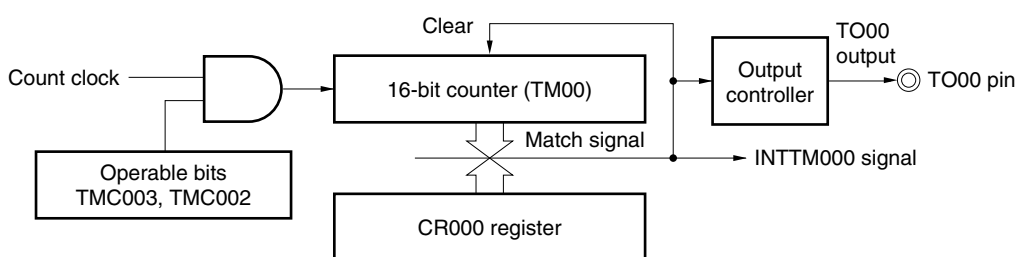 Clear
TO00
output
Count clock
16-bit counter (TM00)
Output
controller
TO00 pin
Match signal
INTTM000 signal
Operable bits
TMC003, TMC002
CR000 register